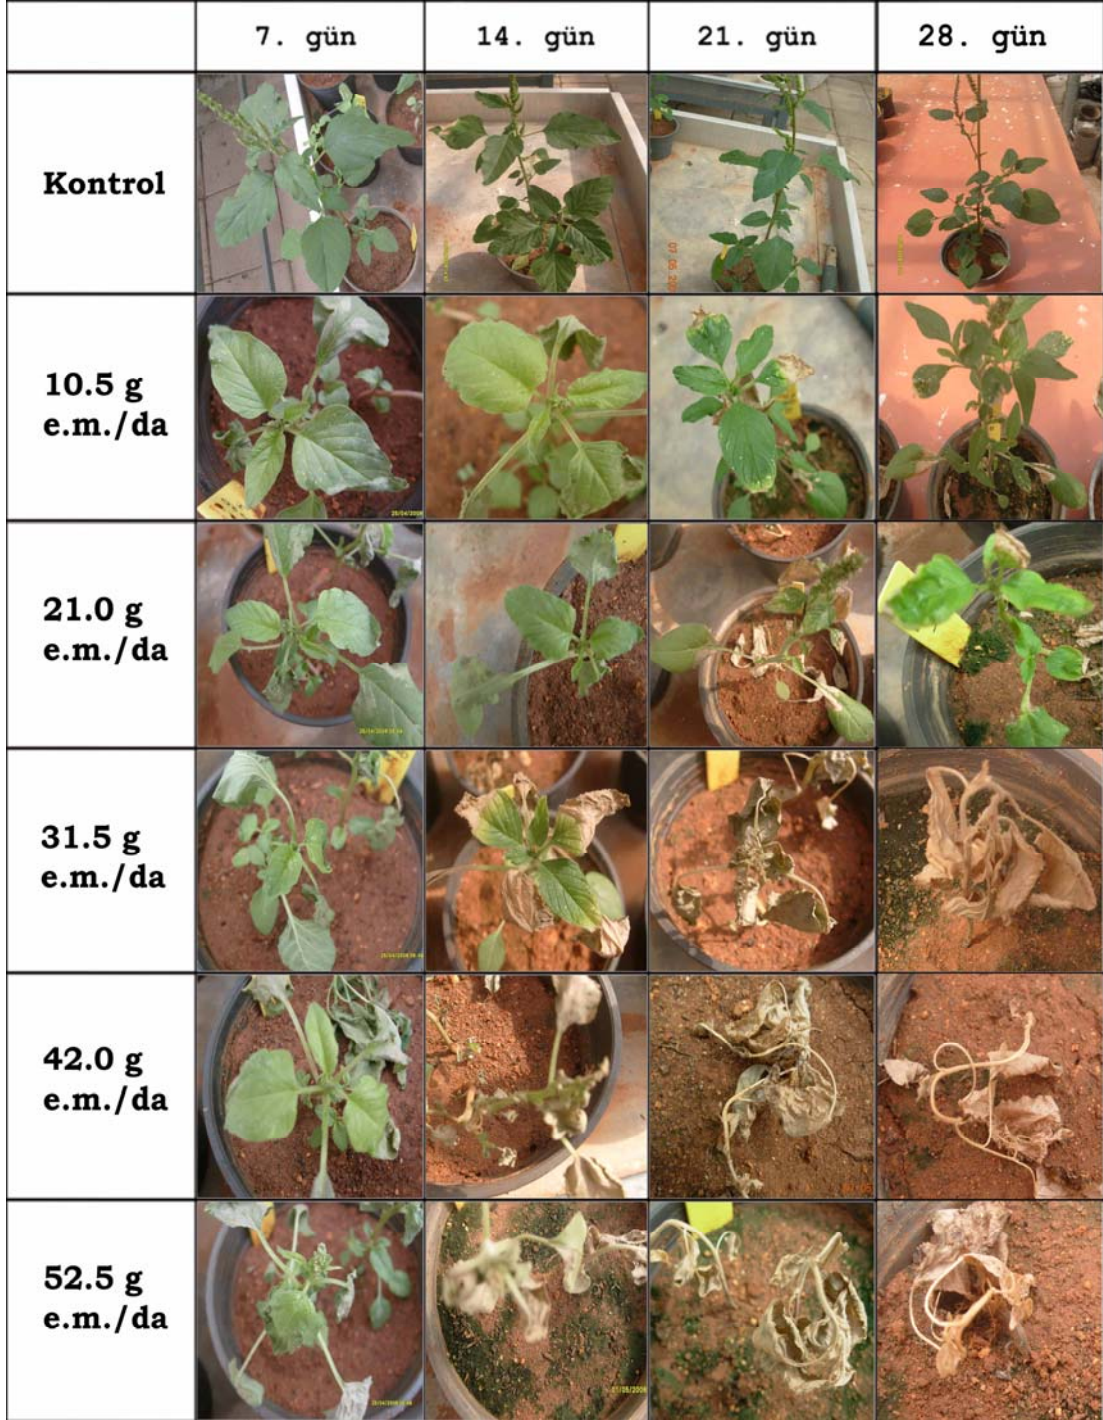 7. gün
14. gün
21. gün
28. gün
Kontrol
10.5 g
e.m./da
21.0 g
e.m./da
31.5 g
e.m./da
42.0 g
e.m./da
52.5 g
e.m./da